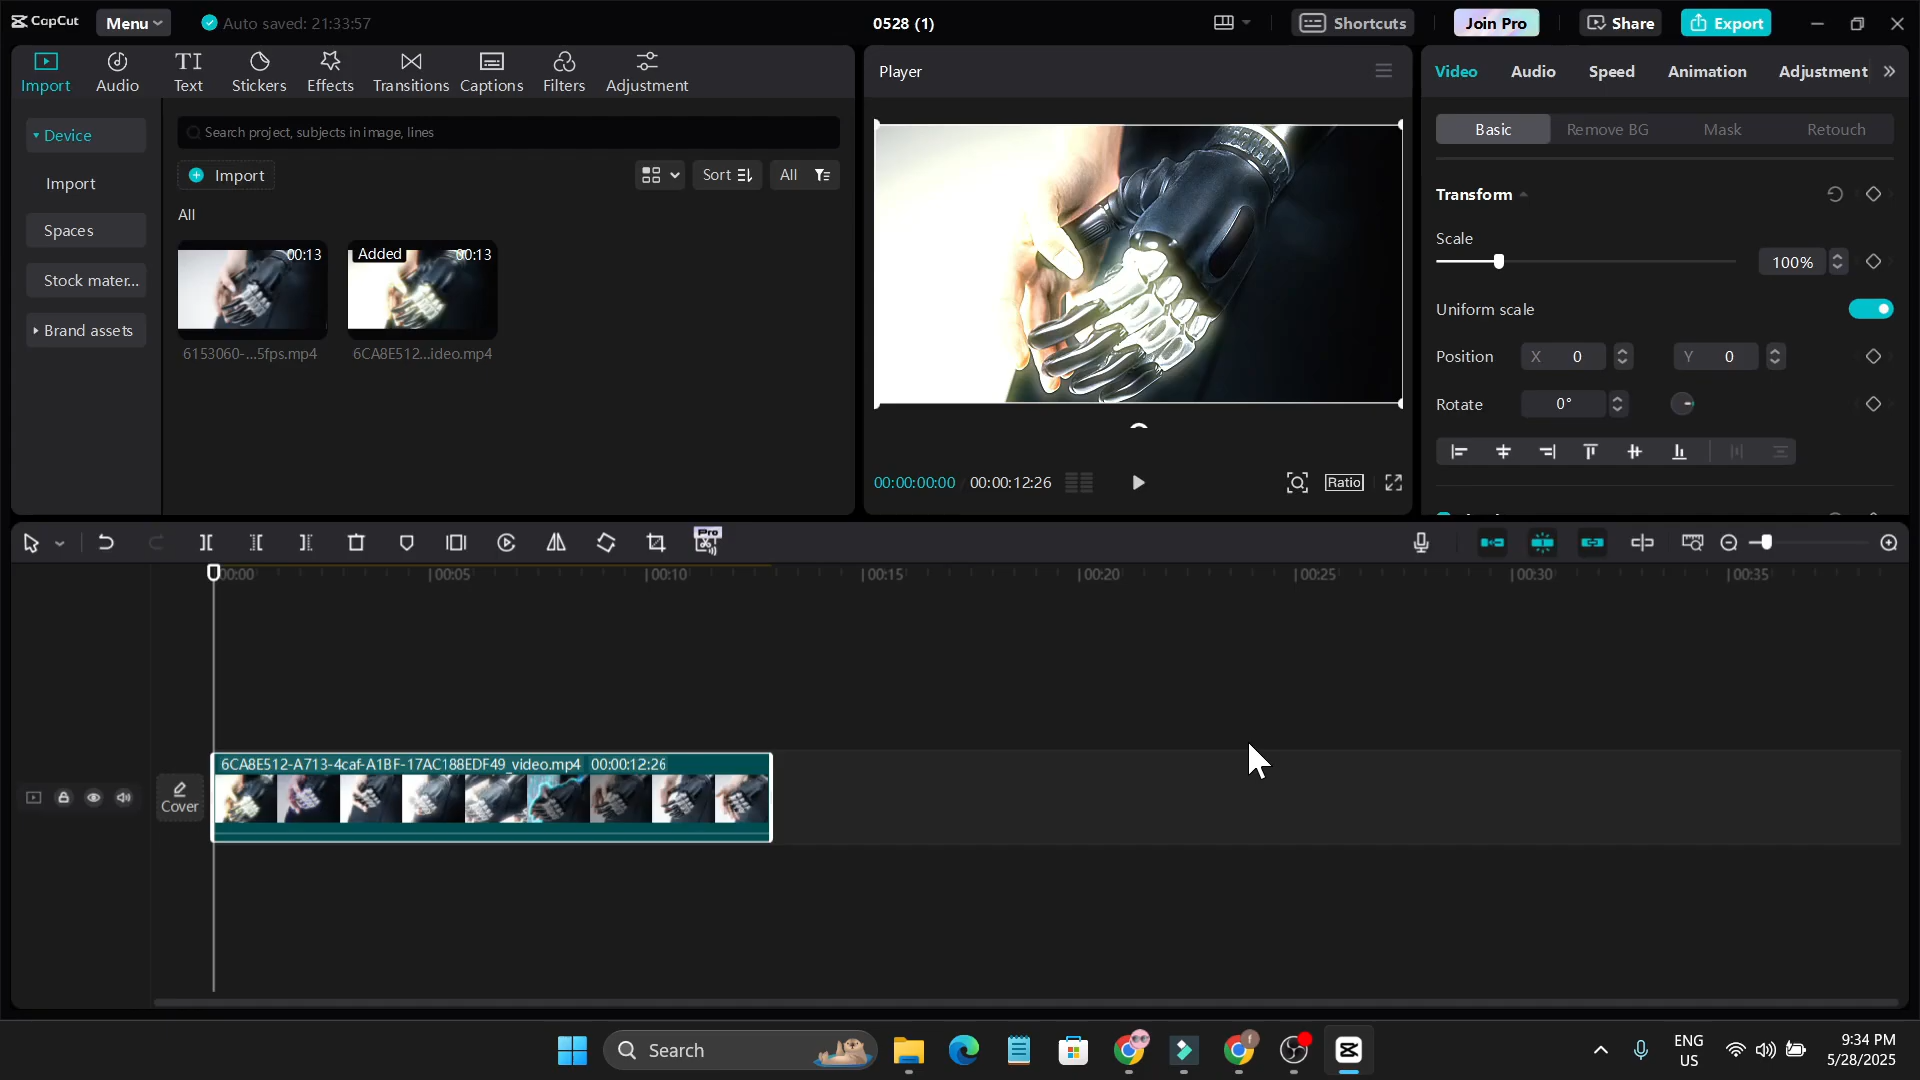 CapCut
Menu
Auto saved: 21:33:57
0528 (1)
Shortcuts
Join Pro
Share
Export
Import
Audio
Text
Stickers
Effects
Transitions
Captions
Filters
Adjustment
Device
Import
Spaces
Stock mater...
Brand assets
Search project, subjects in image, lines
Import
Sort
All
All
00:13
6153060-...5fps.mp4
Added
00:13
6CA8E512...ideo.mp4
Player
00:00:00:00
00:00:12:26
Ratio
Video
Audio
Speed
Animation
Adjustment
Basic
Remove BG
Mask
Retouch
Transform
Scale
100%
Uniform scale
Position
X 0
Y 0
Rotate
0°
Pro
00:00
00:05
00:10
00:15
00:20
00:25
00:30
00:35
Cover
6CA8E512-A713-4caf-A1BF-17AC188EDF49_video.mp4 00:00:12:26
Search
ENG
US
9:34 PM
5/28/2025